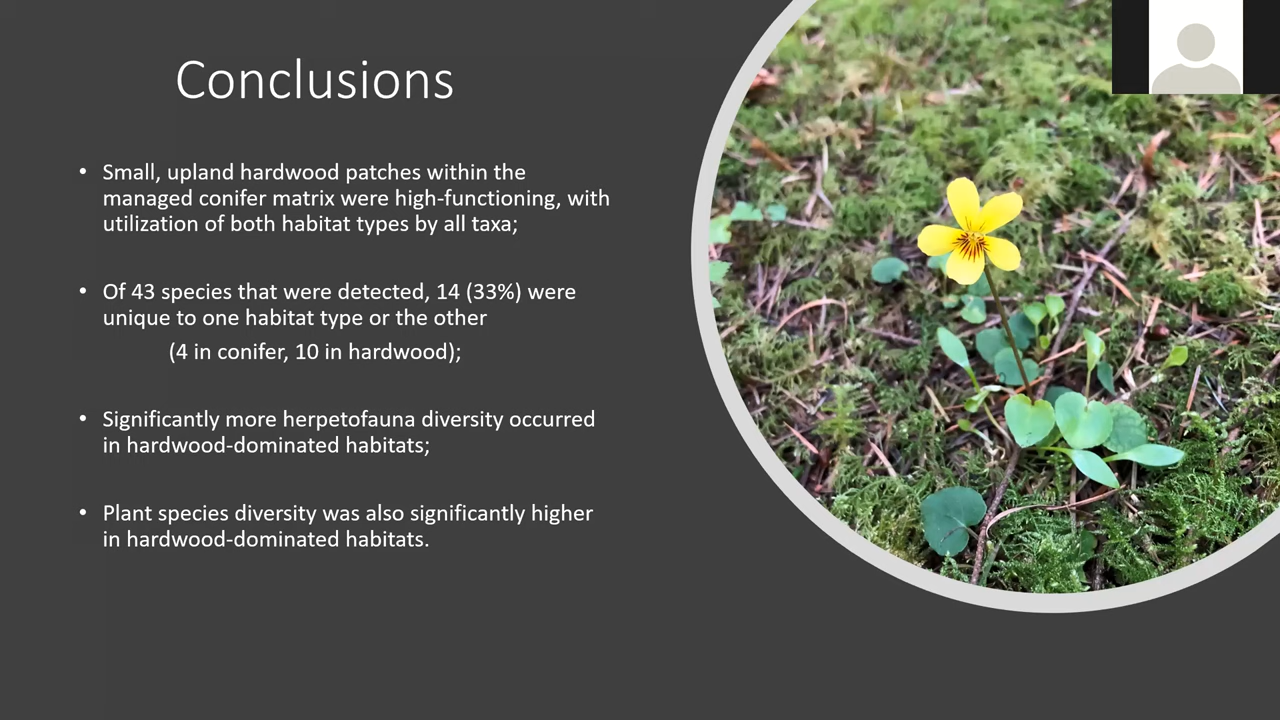 Conclusions
• Small, upland hardwood patches within the
managed conifer matrix were high-functioning, with
utilization of both habitat types by all taxa;
• Of 43 species that were detected, 14 (33%) were
unique to one habitat type or the other
(4 in conifer, 10 in hardwood);
• Significantly more herpetofauna diversity occurred
in hardwood-dominated habitats;
• Plant species diversity was also significantly higher
in hardwood-dominated habitats.